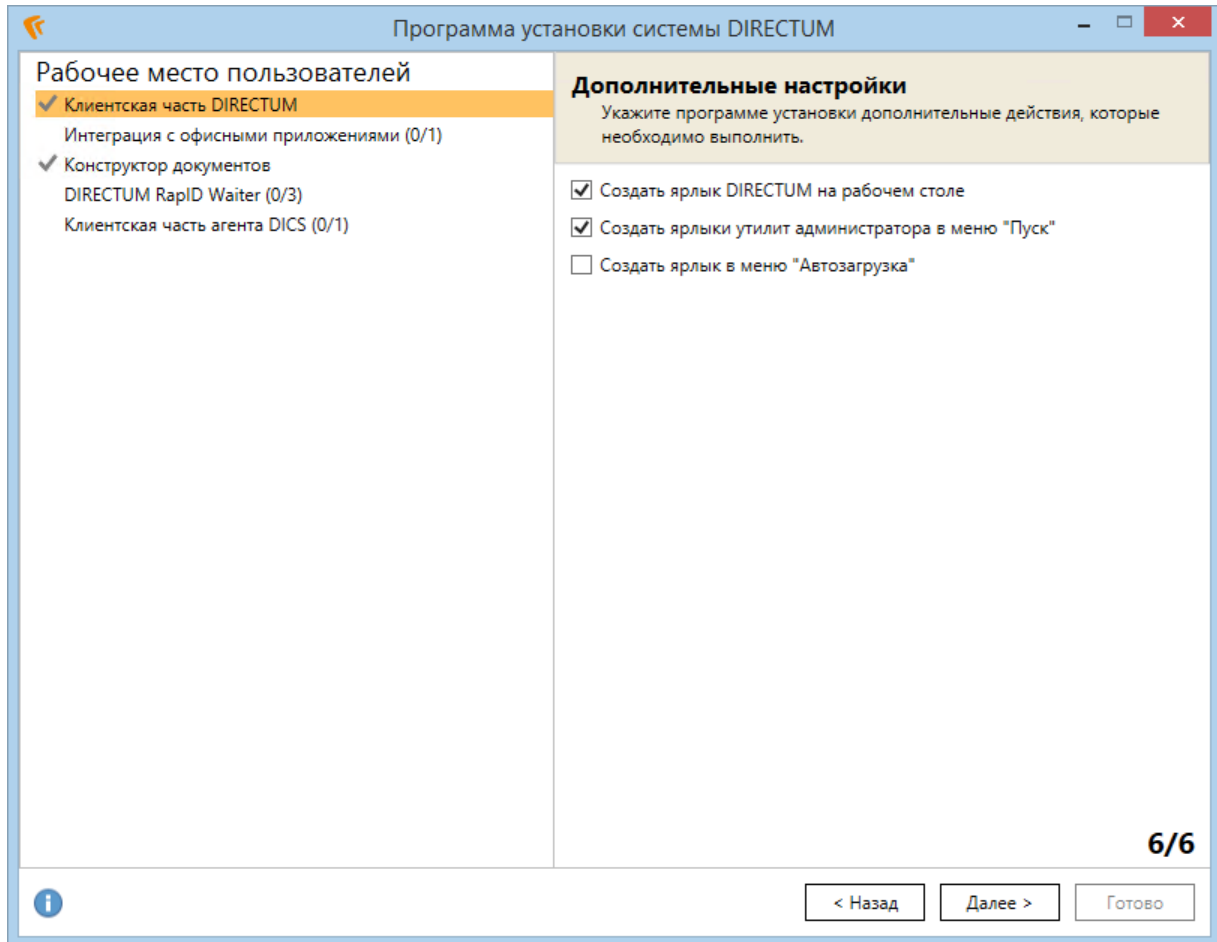 Программа установки системы DIRECTUM
Рабочее место пользователей
Клиентская часть DIRECTUM
Интеграция с офисными приложениями (0/1)
Конструктор документов
DIRECTUM RapID Waiter (0/3)
Клиентская часть агента DICS (0/1)
Дополнительные настройки
Укажите программе установки дополнительные действия, которые
необходимо выполнить.
Создать ярлык DIRECTUM на рабочем столе
Создать ярлыки утилит администратора в меню "Пуск"
Создать ярлык в меню "Автозагрузка"
6/6
< Назад
Далее >
Готово